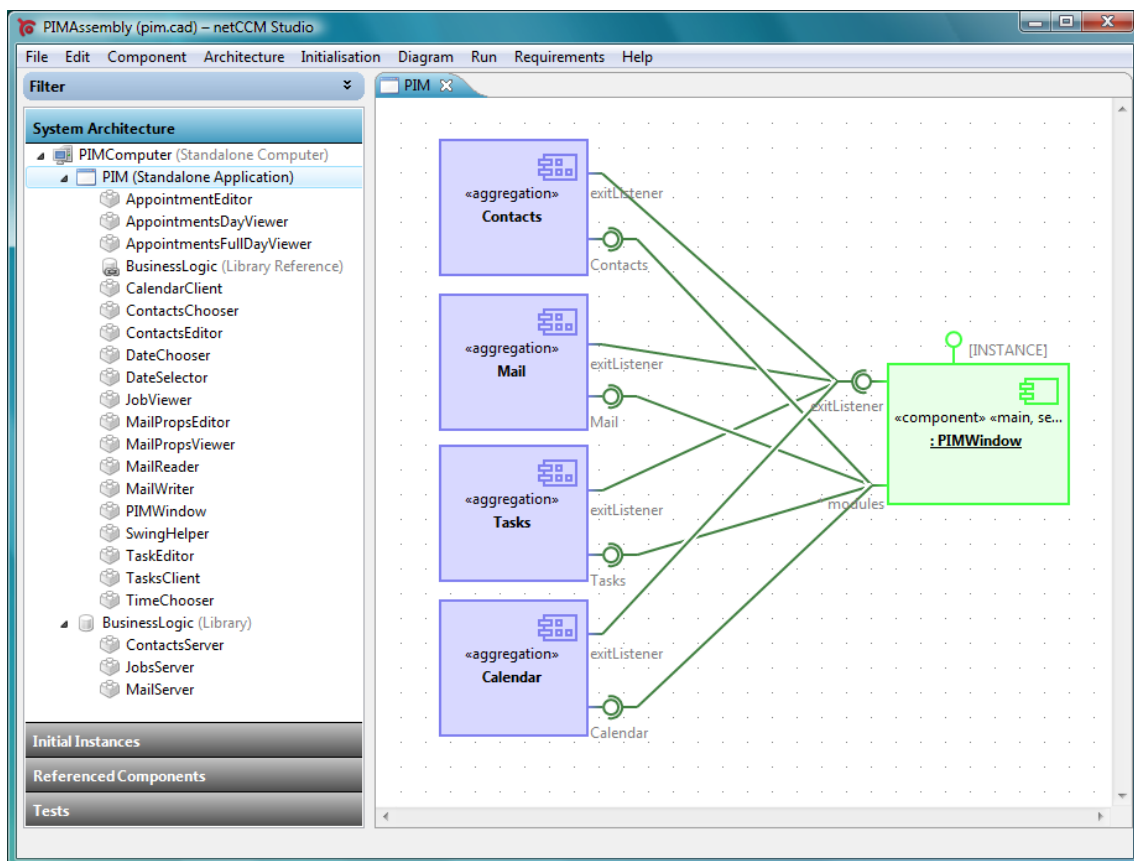 PIMAssembly (pim.cad) – netCCM Studio
File Edit Component Architecture Initialisation Diagram Run Requirements Help
Filter
System Architecture
PIMComputer (Standalone Computer)
PIM (Standalone Application)
AppointmentEditor
AppointmentsDayViewer
AppointmentsFullDayViewer
BusinessLogic (Library Reference)
CalendarClient
ContactsChooser
ContactsEditor
DateChooser
DateSelector
JobViewer
MailPropsEditor
MailPropsViewer
MailReader
MailWriter
PIMWindow
SwingHelper
TaskEditor
TasksClient
TimeChooser
BusinessLogic (Library)
ContactsServer
JobsServer
MailServer
Initial Instances
Referenced Components
Tests
PIM
«aggregation»
Contacts
exitListener
Contacts
«aggregation»
Mail
exitListener
Mail
«aggregation»
Tasks
exitListener
Tasks
«aggregation»
Calendar
exitListener
Calendar
[INSTANCE]
exitListener
«component» «main, se...
: PIMWindow
* modules